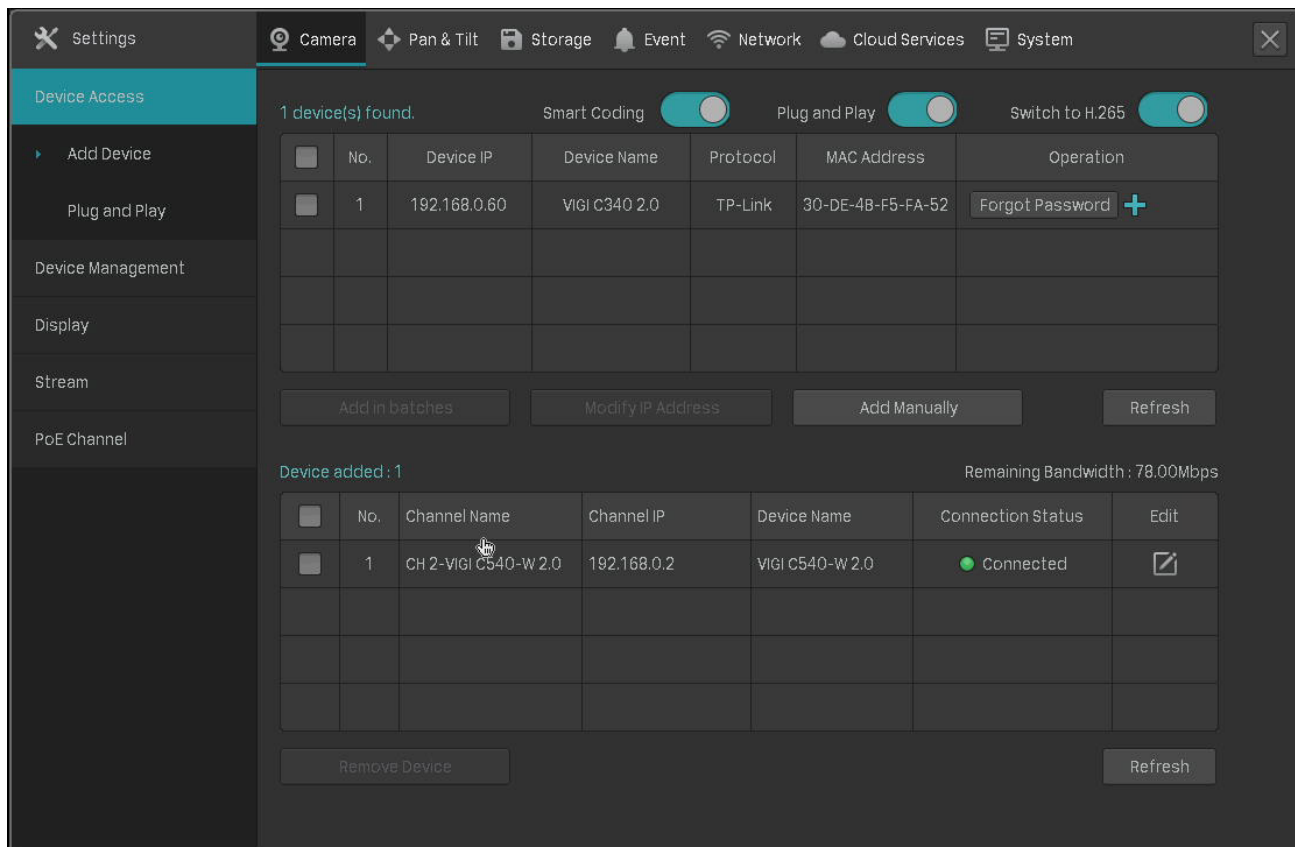 Settings
Camera Pan & Tilt Storage Event Network Cloud Services System
Device Access
Add Device
Plug and Play
Device Management
Display
Stream
PoE Channel
1 device(s) found. Smart Coding Plug and Play Switch to H.265
No. Device IP Device Name Protocol MAC Address Operation
1 192.168.0.60 VIGI C340 2.0 TP-Link 30-DE-4B-F5-FA-52 Forgot Password
Add in batches Modify IP Address Add Manually Refresh
Device added : 1 Remaining Bandwidth : 78.00Mbps
No. Channel Name Channel IP Device Name Connection Status Edit
1 CH 2-VIGI C540-W 2.0 192.168.0.2 VIGI C540-W 2.0 Connected
Remove Device Refresh